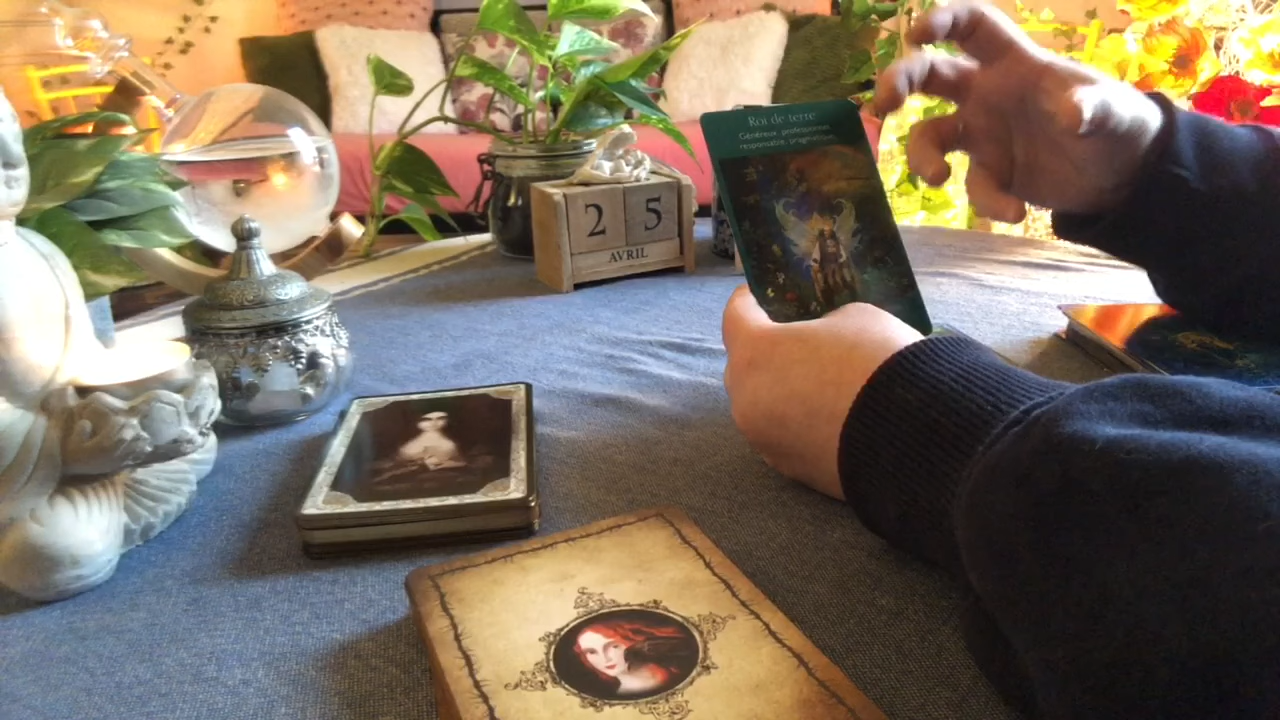 Roi de terre
Généreux, professionnel,
responsable, pragmatique.
2 5
AVRIL